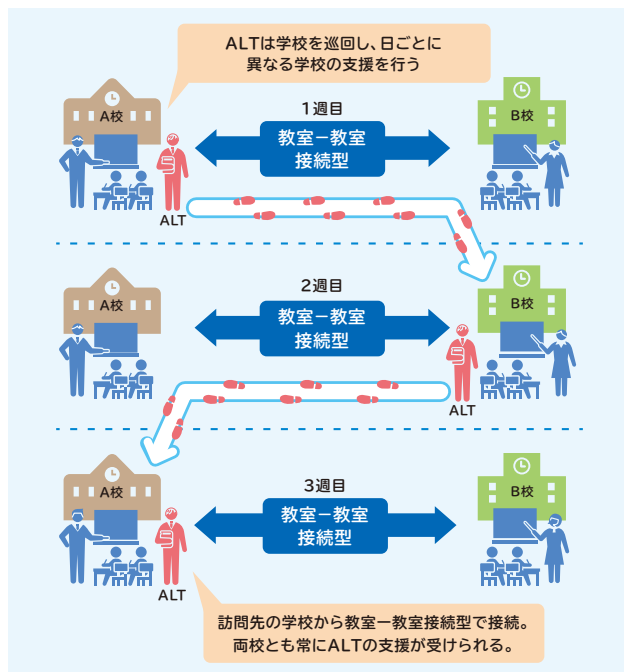 ALTは学校を巡回し、日ごとに
異なる学校の支援を行う
A校
1週目
教室ー教室
接続型
B校
ALT
A校
2週目
教室ー教室
接続型
B校
ALT
A校
3週目
教室ー教室
接続型
B校
ALT
訪問先の学校から教室ー教室接続型で接続。
両校とも常にALTの支援が受けられる。